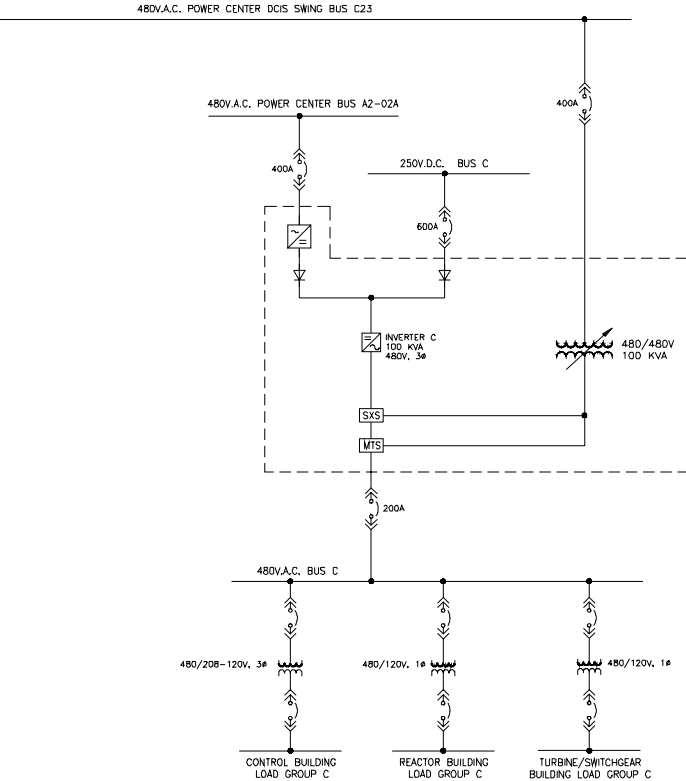 480V.A.C. POWER CENTER DCIS SWING BUS C23
480V.A.C. POWER CENTER BUS A2-02A
400A
400A
250V.D.C. BUS C
600A
INVERTER C
100 KVA
480V, 3ø
480/480V
100 KVA
SXS
MTS
200A
480V.A.C. BUS C
480/208-120V, 3ø
480/120V, 1ø
480/120V, 1ø
CONTROL BUILDING
LOAD GROUP C
REACTOR BUILDING
LOAD GROUP C
TURBINE/SWITCHGEAR
BUILDING LOAD GROUP C